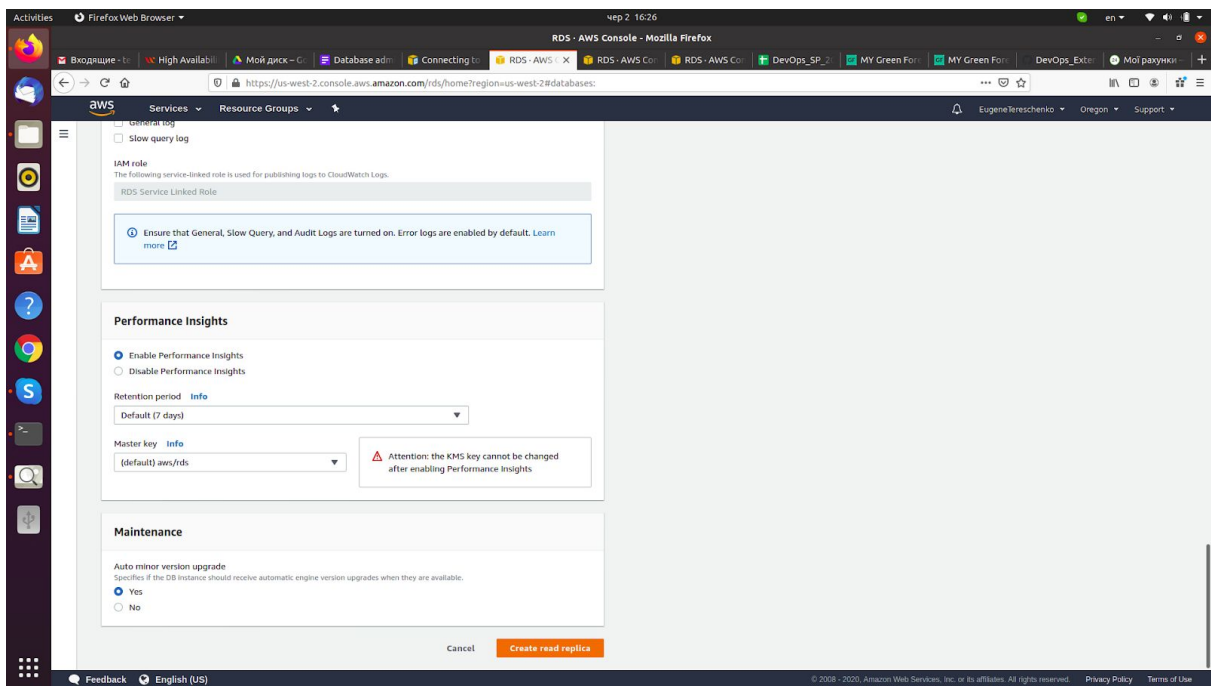 Activities
Firefox Web Browser
чер 2 16:26
en
RDS · AWS Console - Mozilla Firefox
Входящие - te
High Availabili
Мой диск – Go
Database adm
Connecting to
RDS · AWS C
RDS · AWS Con
RDS · AWS Con
DevOps_SP_20
MY Green Fore
MY Green Fore
DevOps_Exter
Мої рахунки –
https://us-west-2.console.aws.amazon.com/rds/home?region=us-west-2#databases:
aws
Services
Resource Groups
EugeneTereschenko
Oregon
Support
General log
Slow query log
IAM role
The following service-linked role is used for publishing logs to CloudWatch Logs.
RDS Service Linked Role
Ensure that General, Slow Query, and Audit Logs are turned on. Error logs are enabled by default. Learn
more
Performance Insights
Enable Performance Insights
Disable Performance Insights
Retention period Info
Default (7 days)
Master key Info
(default) aws/rds
Attention: the KMS key cannot be changed
after enabling Performance Insights
Maintenance
Auto minor version upgrade
Specifies if the DB instance should receive automatic engine version upgrades when they are available.
Yes
No
Cancel
Create read replica
Feedback
English (US)
© 2008 - 2020, Amazon Web Services, Inc. or its affiliates. All rights reserved.
Privacy Policy
Terms of Use